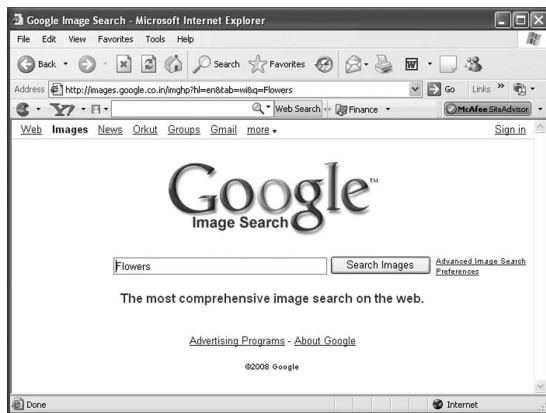 Google Image Search - Microsoft Internet Explorer
File Edit View Favorites Tools Help
Back Search Favorites
Address http://images.google.co.in/imghp?hl=en&tab=wi&q=Flowers Go Links »
Y7 Web Search Finance McAfee SiteAdvisor
Web Images News Orkut Groups Gmail more Sign in
Google™
Image Search
Flowers Search Images Advanced Image Search
Preferences
The most comprehensive image search on the web.
Advertising Programs - About Google
©2008 Google
Done Internet